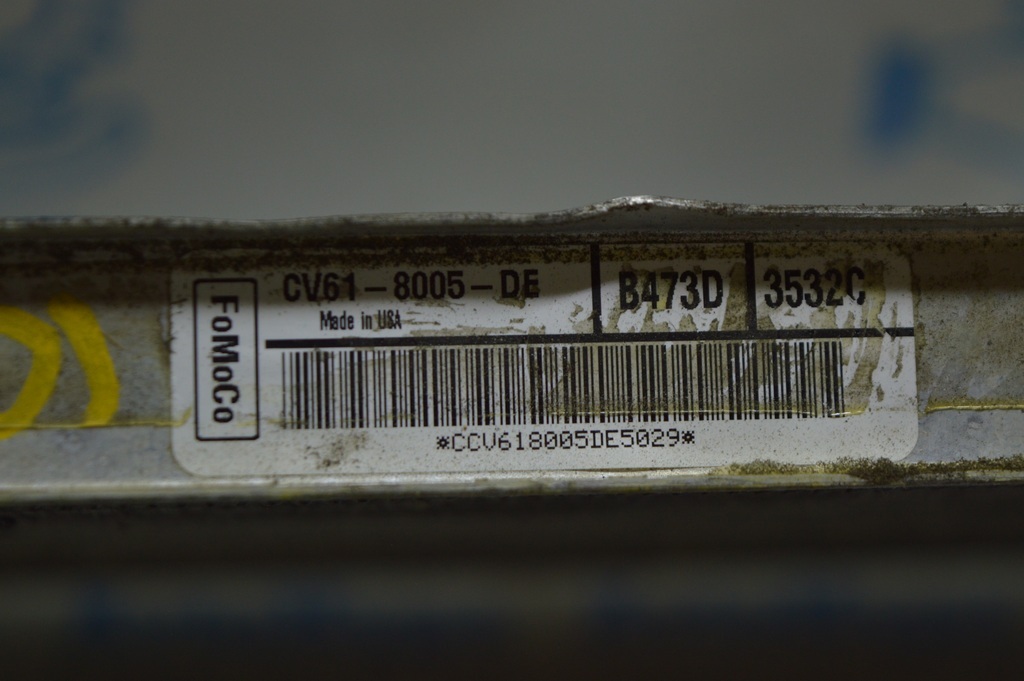 FoMoCo
CV61-8005-DE
Made in USA
B473D
3532C
*CCV618005DE5029*